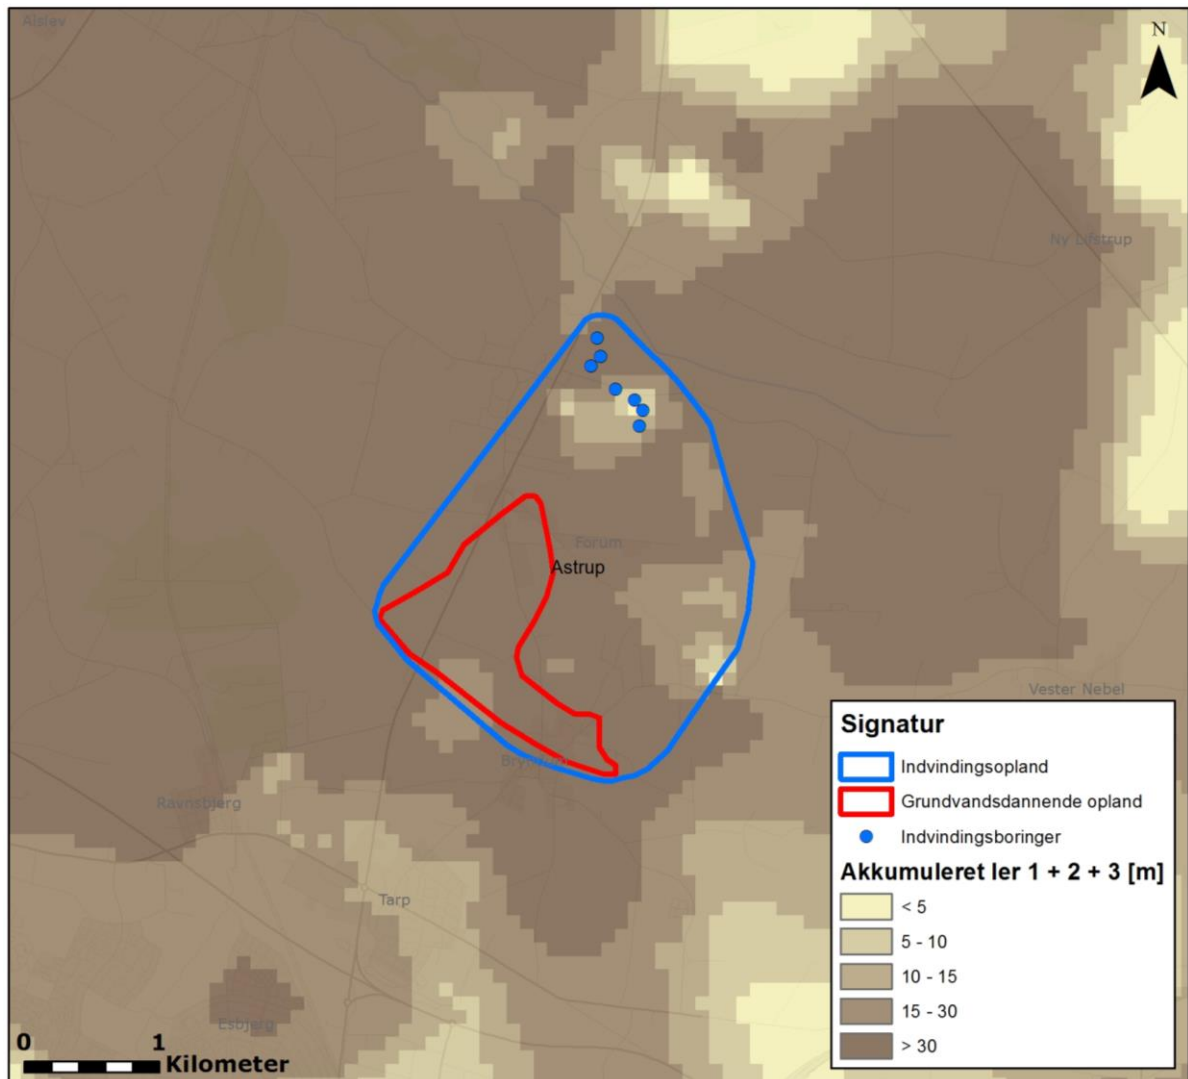 Alslev
N
Ny Lifstrup
Forum
Astrup
Vester Nebel
Bryndum
Ravnsbjerg
Tarp
Esbjerg
0 1
Kilometer
Signatur
Indvindingsopland
Grundvandsdannende opland
Indvindingsboringer
Akkumuleret ler 1 + 2 + 3 [m]
< 5
5 - 10
10 - 15
15 - 30
> 30